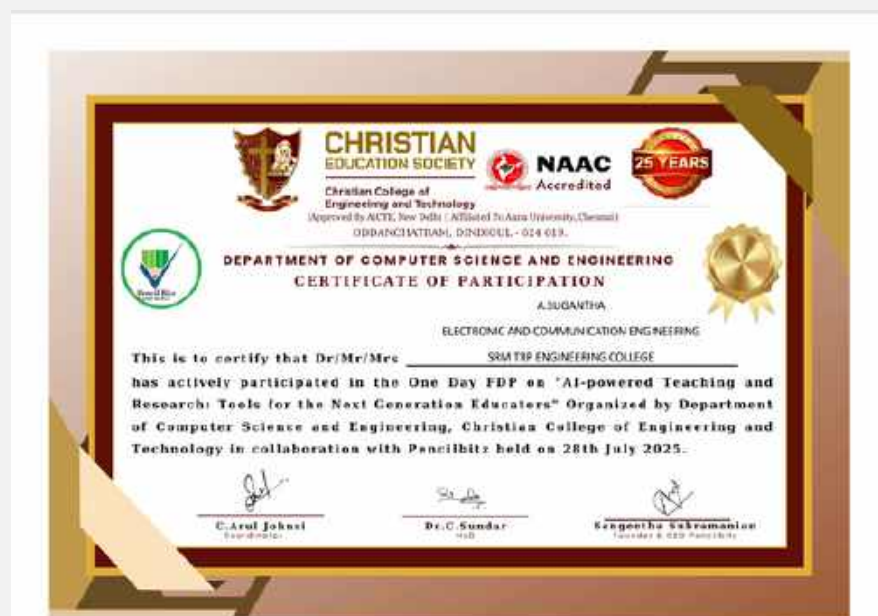 CHRISTIAN
EDUCATION SOCIETY
Christian College of
Engineering and Technology
NAAC
Accredited
25 YEARS
(Approved by AICTE, New Delhi | Affiliated To Anna University, Chennai)
ODDANCHATRAM, DINDIGUL, - 624 619.
DEPARTMENT OF COMPUTER SCIENCE AND ENGINEERING
CERTIFICATE OF PARTICIPATION
A.SUGANTHA
ELECTRONIC AND COMMUNICATION ENGINEERING
This is to certify that Dr/Mr/Mrs SRM TRP ENGINEERING COLLEGE
has actively participated in the One Day FDP on "AI-powered Teaching and
Research: Tools for the Next Generation Educators" Organized by Department
of Computer Science and Engineering, Christian College of Engineering and
Technology in collaboration with Pencilbitz held on 28th July 2025.
C.Arul Johnsi
Coordinator
Dr.C.Sundar
HoD
Sangeetha Subramanian
Founder & CEO Pencilbitz